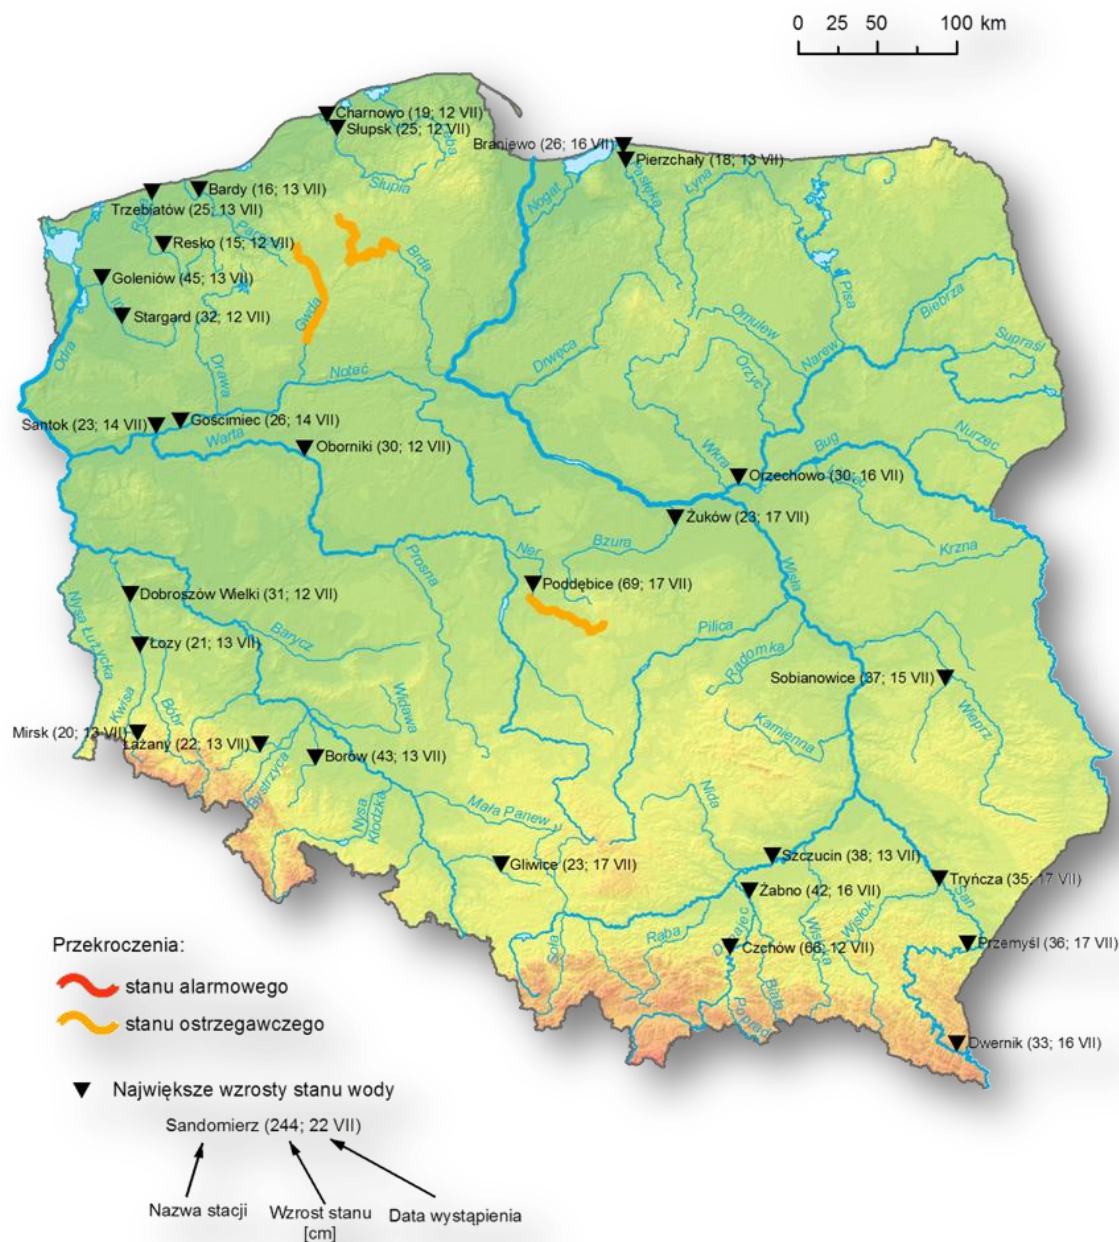 0 25 50 100 km
Charnowo (19; 12 VII)
Słupsk (25; 12 VII)
Łeba
Słupia
Braniewo (26; 16 VII)
Pierzchały (18; 13 VII)
Nogat
Pasłęka
Łyna
Bardy (16; 13 VII)
Trzebiatów (25; 13 VII)
Rega
Resko (15; 12 VII)
Goleniów (45; 13 VII)
Stargard (32; 12 VII)
Brda
Gwda
Odra
Drawa
Noteć
Drwęca
Pisa
Biebrza
Omulew
Orzyc
Narew
Supraśl
Santok (23; 14 VII)
Gościmiec (26; 14 VII)
Warta
Oborniki (30; 12 VII)
Wkra
Bug
Nurzec
Orzechowo (30; 16 VII)
Żuków (23; 17 VII)
Bzura
Ner
Prosna
Krzna
Wisła
Poddębice (69; 17 VII)
Dobroszów Wielki (31; 12 VII)
Nysa Łużycka
Łozy (21; 13 VII)
Barycz
Pilica
Radomka
Sobianowice (37; 15 VII)
Wieprz
Kwisa
Bóbr
Widawa
Kamienna
Mirsk (20; 13 VII)
Łażany (22; 13 VII)
Borów (43; 13 VII)
Bystrzyca
Nysa
Kłodzka
Mała Panew
Nida
Gliwice (23; 17 VII)
Szczucin (38; 13 VII)
Żabno (42; 16 VII)
Tryńcza (35; 17 VII)
San
Wisłok
Wisłoka
Raba
Soła
Dunajec
Czchów (66; 12 VII)
Przemyśl (36; 17 VII)
Biała
Poprad
Dwernik (33; 16 VII)
Przekroczenia:
stanu alarmowego
stanu ostrzegawczego
Największe wzrosty stanu wody
Sandomierz (244; 22 VII)
Nazwa stacji
Wzrost stanu
[cm]
Data wystąpienia